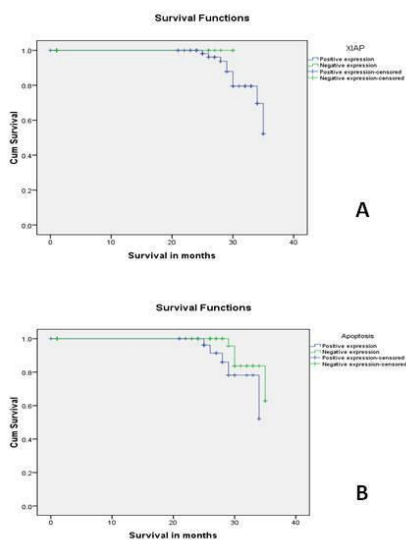 Survival Functions
XIAP
Positive expression
Negative expression
Positive expression-censored
Negative expression-censored
1.0
0.8
0.6
0.4
0.2
0.0
Cum Survival
0
10
20
30
40
Survival in months
A
Survival Functions
Apoptosis
Positive expression
Negative expression
Positive expression-censored
Negative expression-censored
1.0
0.8
0.6
0.4
0.2
0.0
Cum Survival
0
10
20
30
40
Survival in months
B